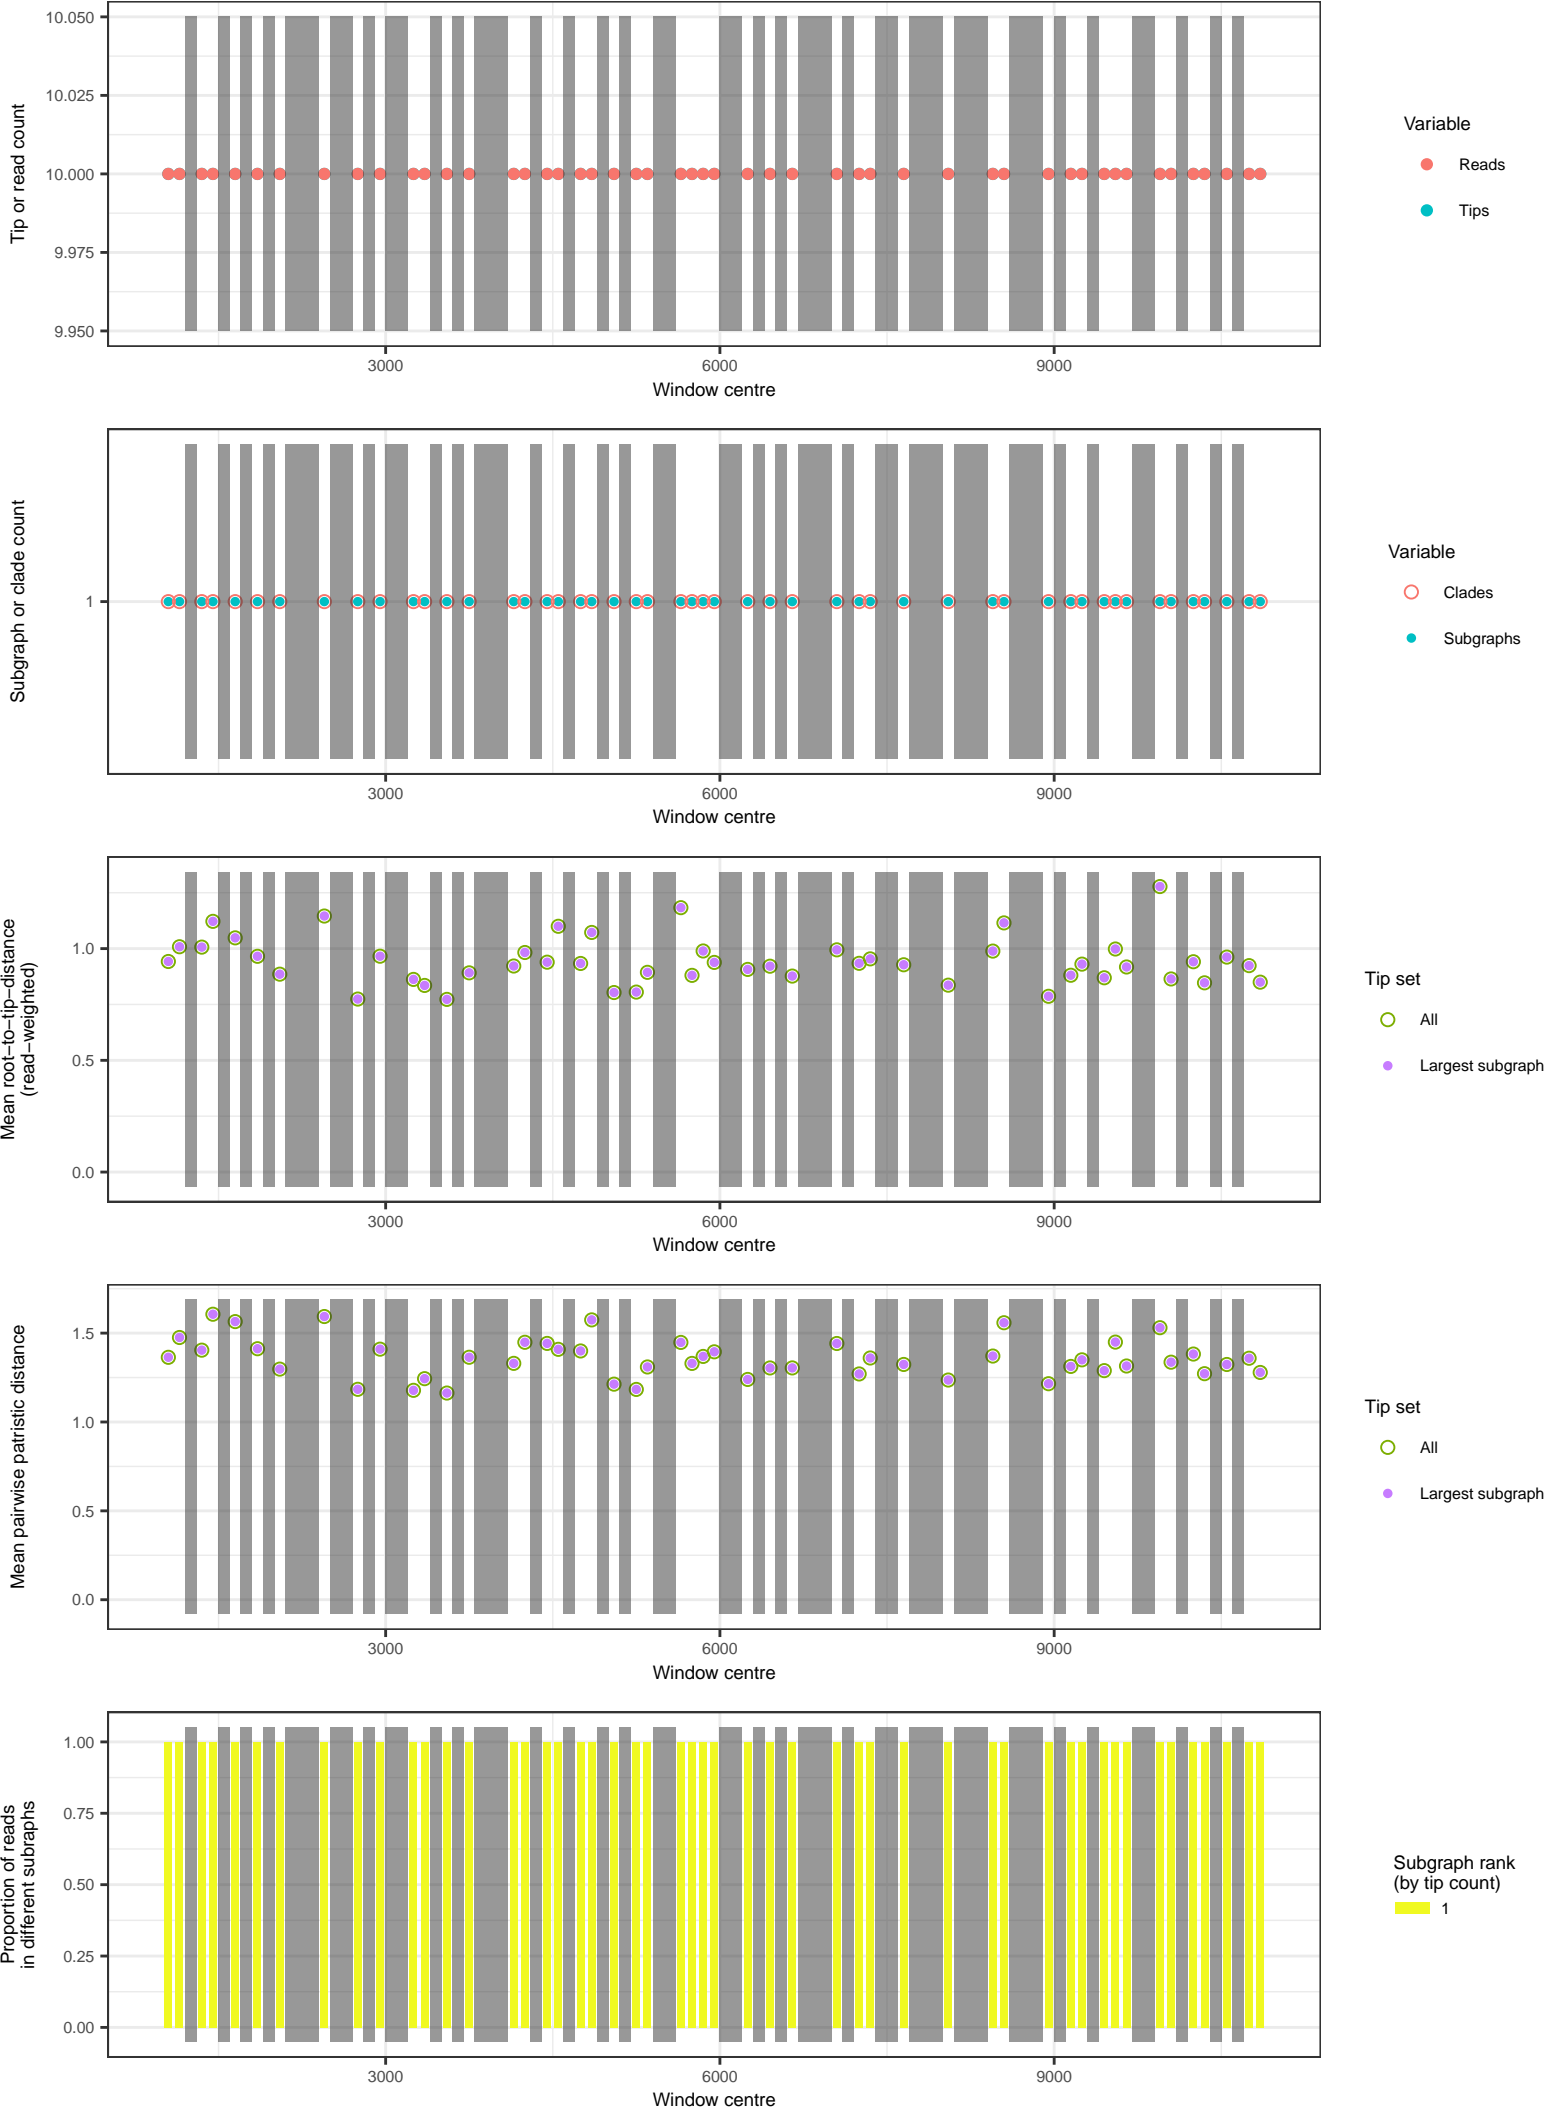 10.050
10.025
10.000
9.975
9.950
Tip or read count
3000
6000
9000
Window centre
Variable
Reads
Tips
1
Subgraph or clade count
3000
6000
9000
Window centre
Variable
Clades
Subgraphs
1.0
0.5
0.0
Mean root−to−tip−distance
(read−weighted)
3000
6000
9000
Window centre
Tip set
All
Largest subgraph
1.5
1.0
0.5
0.0
Mean pairwise patristic distance
3000
6000
9000
Window centre
Tip set
All
Largest subgraph
1.00
0.75
0.50
0.25
0.00
Proportion of reads
in different subraphs
3000
6000
9000
Window centre
Subgraph rank
(by tip count)
1